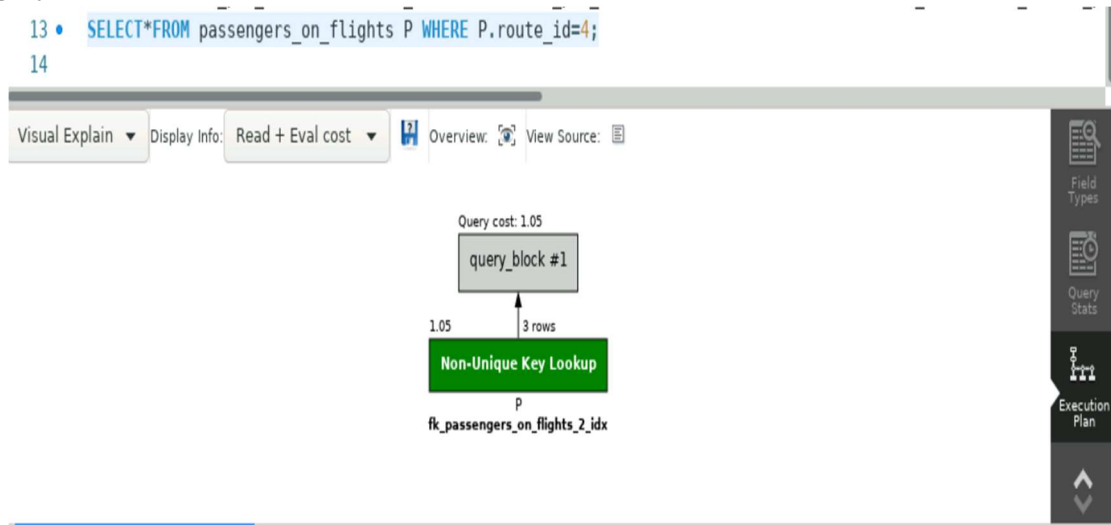 13 SELECT*FROM passengers_on_flights P WHERE P.route_id=4;
14
Visual Explain Display Info: Read + Eval cost Overview: View Source:
Field
Types
Query cost: 1.05
query_block #1
Query
Stats
1.05 3 rows
Non-Unique Key Lookup
P
fk_passengers_on_flights_2_idx
Execution
Plan